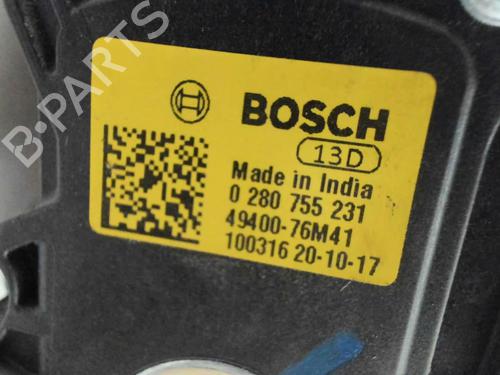 B-PARTS
BOSCH
13D
Made in India
0 280 755 231
49400-76M41
100316 20-10-17